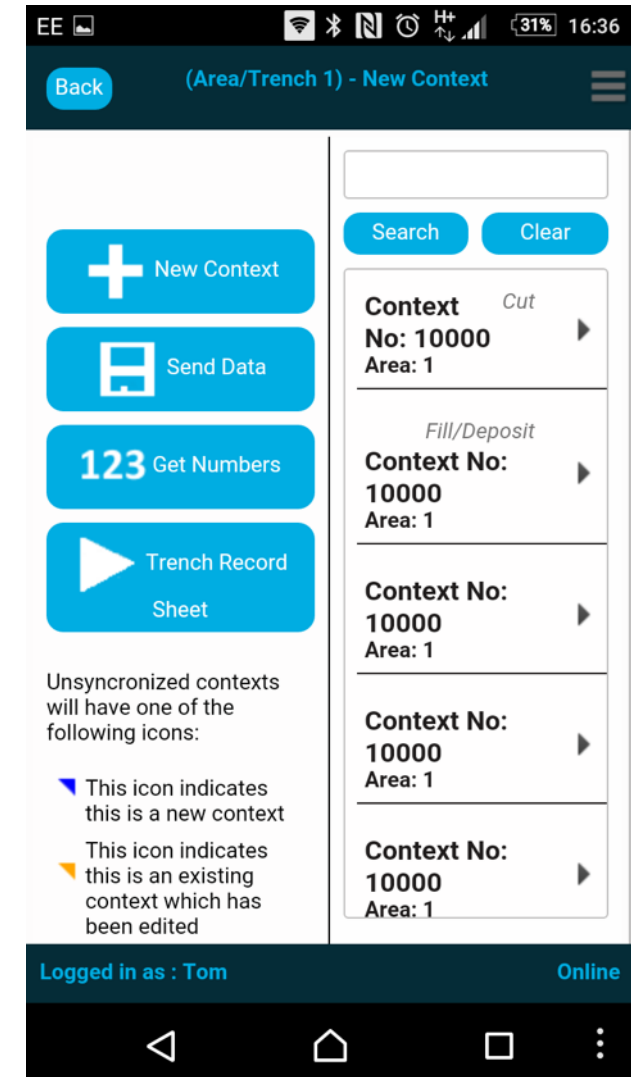 EE H+ 31% 16:36
Back (Area/Trench 1) - New Context
New Context
Send Data
123 Get Numbers
Trench Record
Sheet
Unsyncronized contexts
will have one of the
following icons:
This icon indicates
this is a new context
This icon indicates
this is an existing
context which has
been edited
Search Clear
Context Cut
No: 10000
Area: 1
Fill/Deposit
Context No:
10000
Area: 1
Context No:
10000
Area: 1
Context No:
10000
Area: 1
Context No:
10000
Area: 1
Logged in as : Tom Online